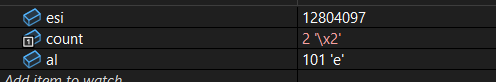 esi 12804097
count 2 '\x2'
al 101 'e'
Add item to watch